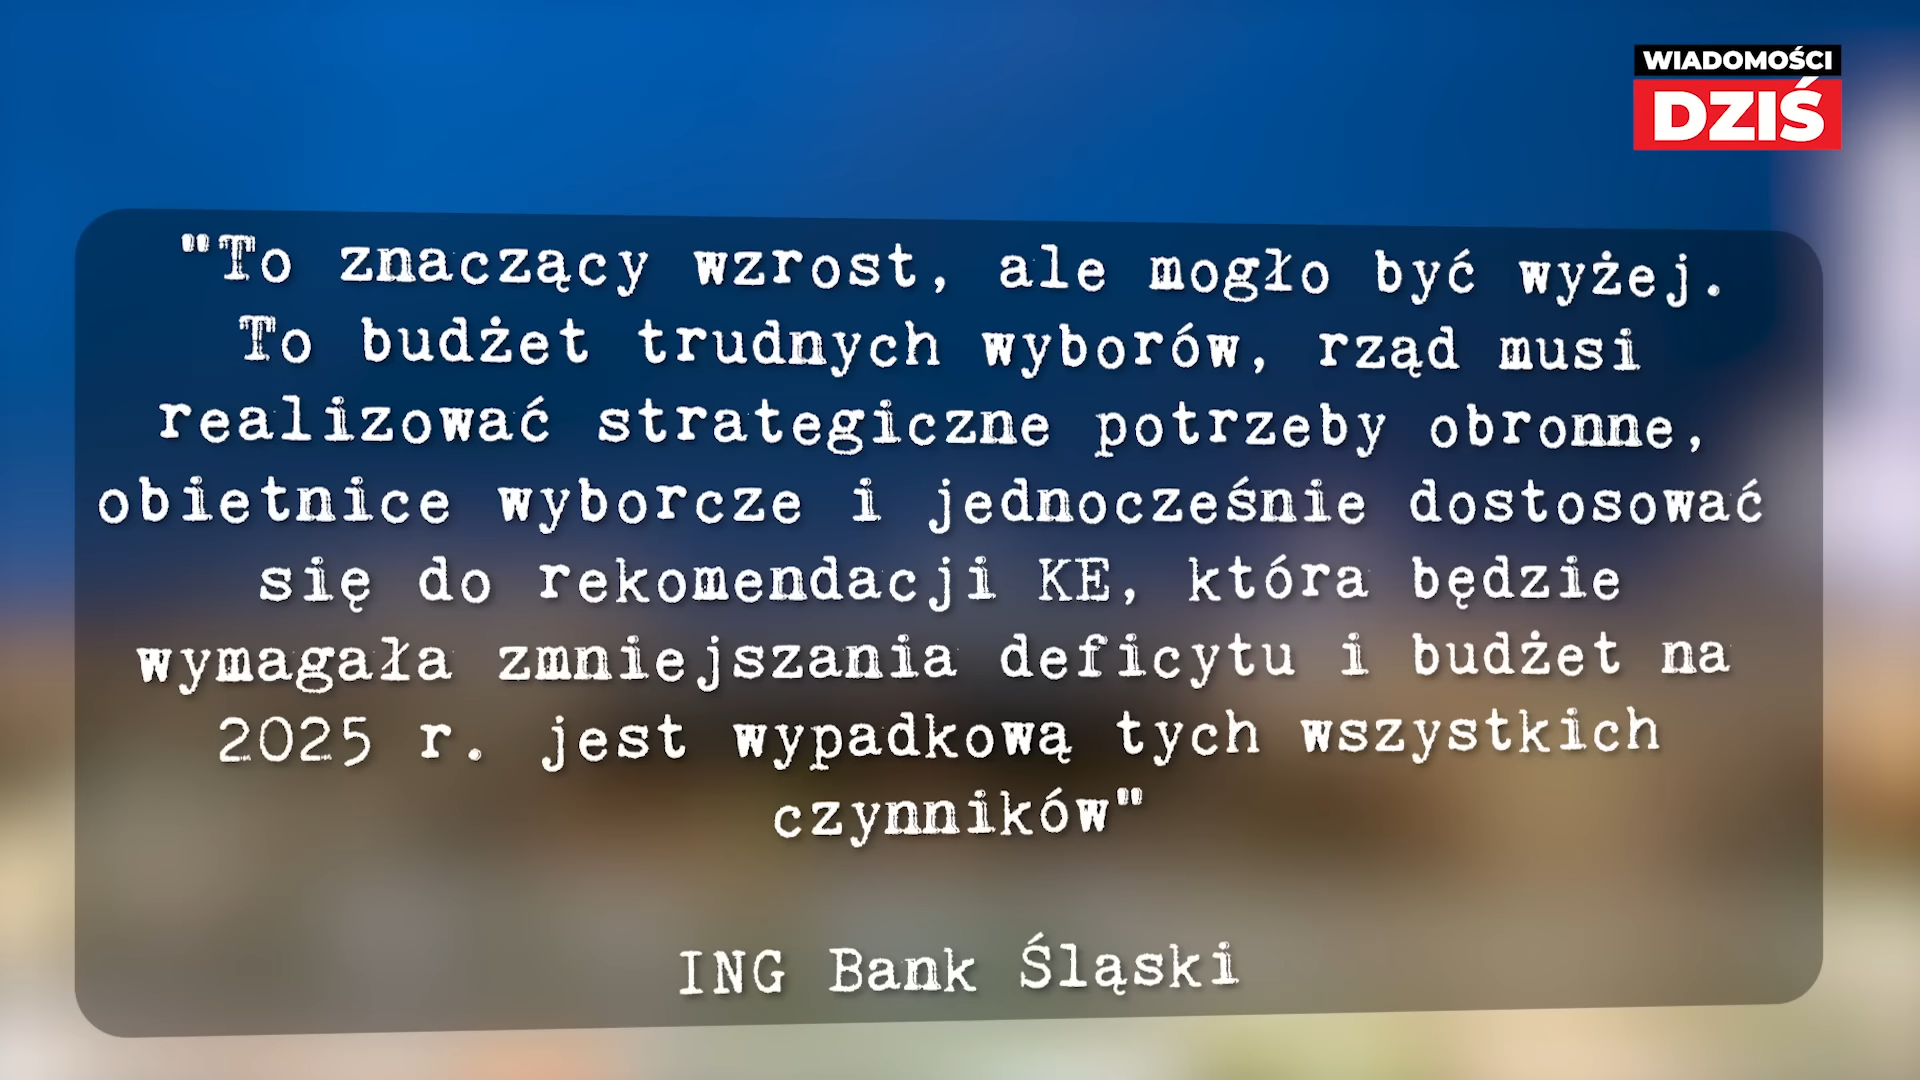 WIADOMOŚCI
DZIŚ
"To znaczący wzrost, ale mogło być wyżej.
To budżet trudnych wyborów, rząd musi
realizować strategiczne potrzeby obronne,
obietnice wyborcze i jednocześnie dostosować
się do rekomendacji KE, która będzie
wymagała zmniejszania deficytu i budżet na
2025 r. jest wypadkową tych wszystkich
czynników"
ING Bank Śląski